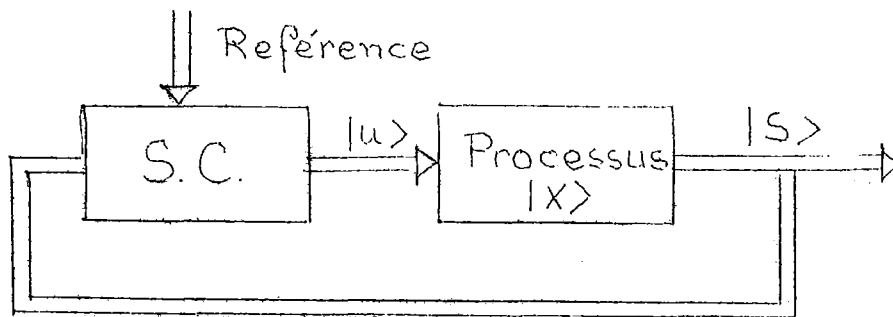 Reférence
S.C.
|u>
Processus
|X>
|S>